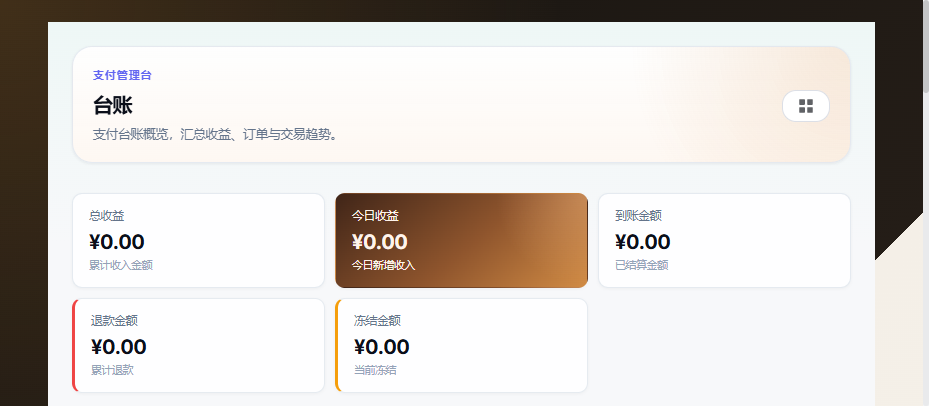 支付管理台
台账
支付台账概览，汇总收益、订单与交易趋势。
总收益
¥0.00
累计收入金额
今日收益
¥0.00
今日新增收入
到账金额
¥0.00
已结算金额
退款金额
¥0.00
累计退款
冻结金额
¥0.00
当前冻结